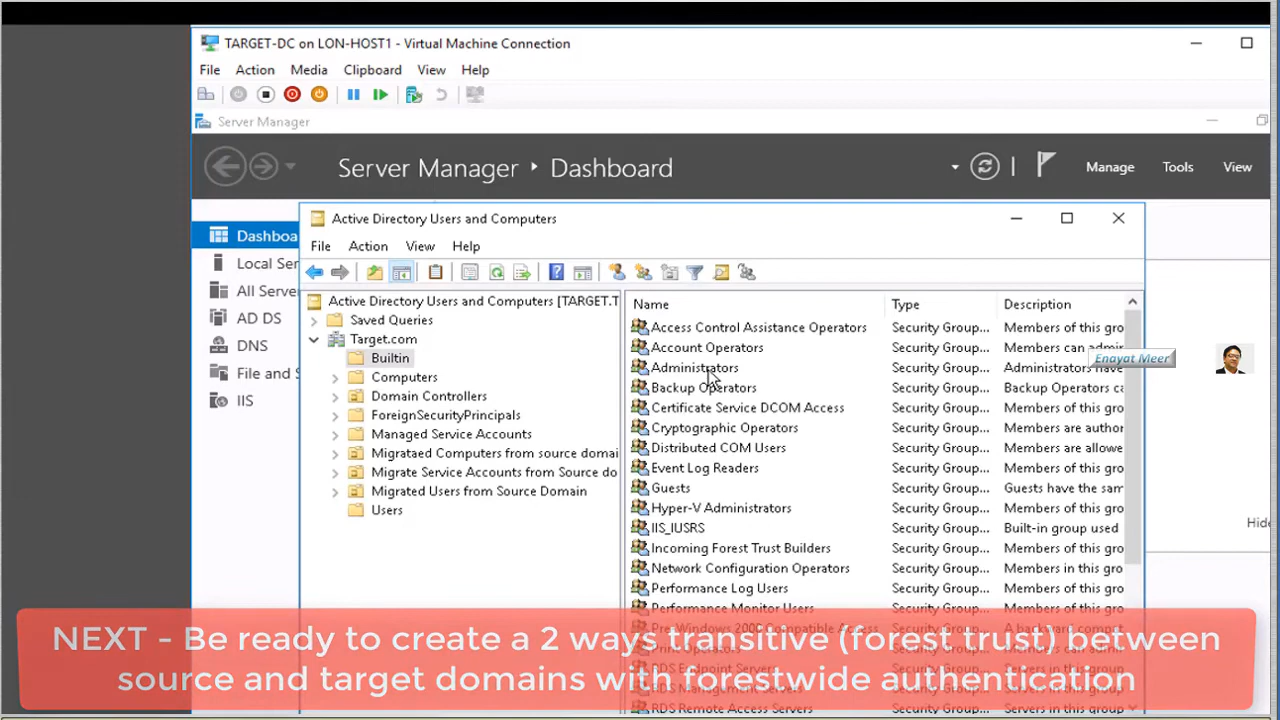 TARGET-DC on LON-HOST1 - Virtual Machine Connection
File Action Media Clipboard View Help
Server Manager
Server Manager ‣ Dashboard
Manage Tools View
Dashboa
Local Ser
All Serve
AD DS
DNS
File and S
IIS
Active Directory Users and Computers
File Action View Help
Active Directory Users and Computers [TARGET.T
Saved Queries
Target.com
Builtin
Computers
Domain Controllers
ForeignSecurityPrincipals
Managed Service Accounts
Migrataed Computers from source domai
Migrate Service Accounts from Source do
Migrated Users from Source Domain
Users
Name Type Description
Access Control Assistance Operators Security Group... Members of this gro
Account Operators Security Group... Members can admin
Administrators Security Group... Administrators have
Backup Operators Security Group... Backup Operators ca
Certificate Service DCOM Access Security Group... Members of this gro
Cryptographic Operators Security Group... Members are author
Distributed COM Users Security Group... Members are allowe
Event Log Readers Security Group... Members of this gro
Guests Security Group... Guests have the sam
Hyper-V Administrators Security Group... Members of this gro
IIS_IUSRS Security Group... Built-in group used
Incoming Forest Trust Builders Security Group... Members of this gro
Network Configuration Operators Security Group... Members in this group
Performance Log Users Security Group... Members of this gro
Performance Monitor Users Security Group... Members of this gro
RDS Remote Access Servers Security Group... Servers in this group
Enayat Meer
Hide
NEXT - Be ready to create a 2 ways transitive (forest trust) between
source and target domains with forestwide authentication